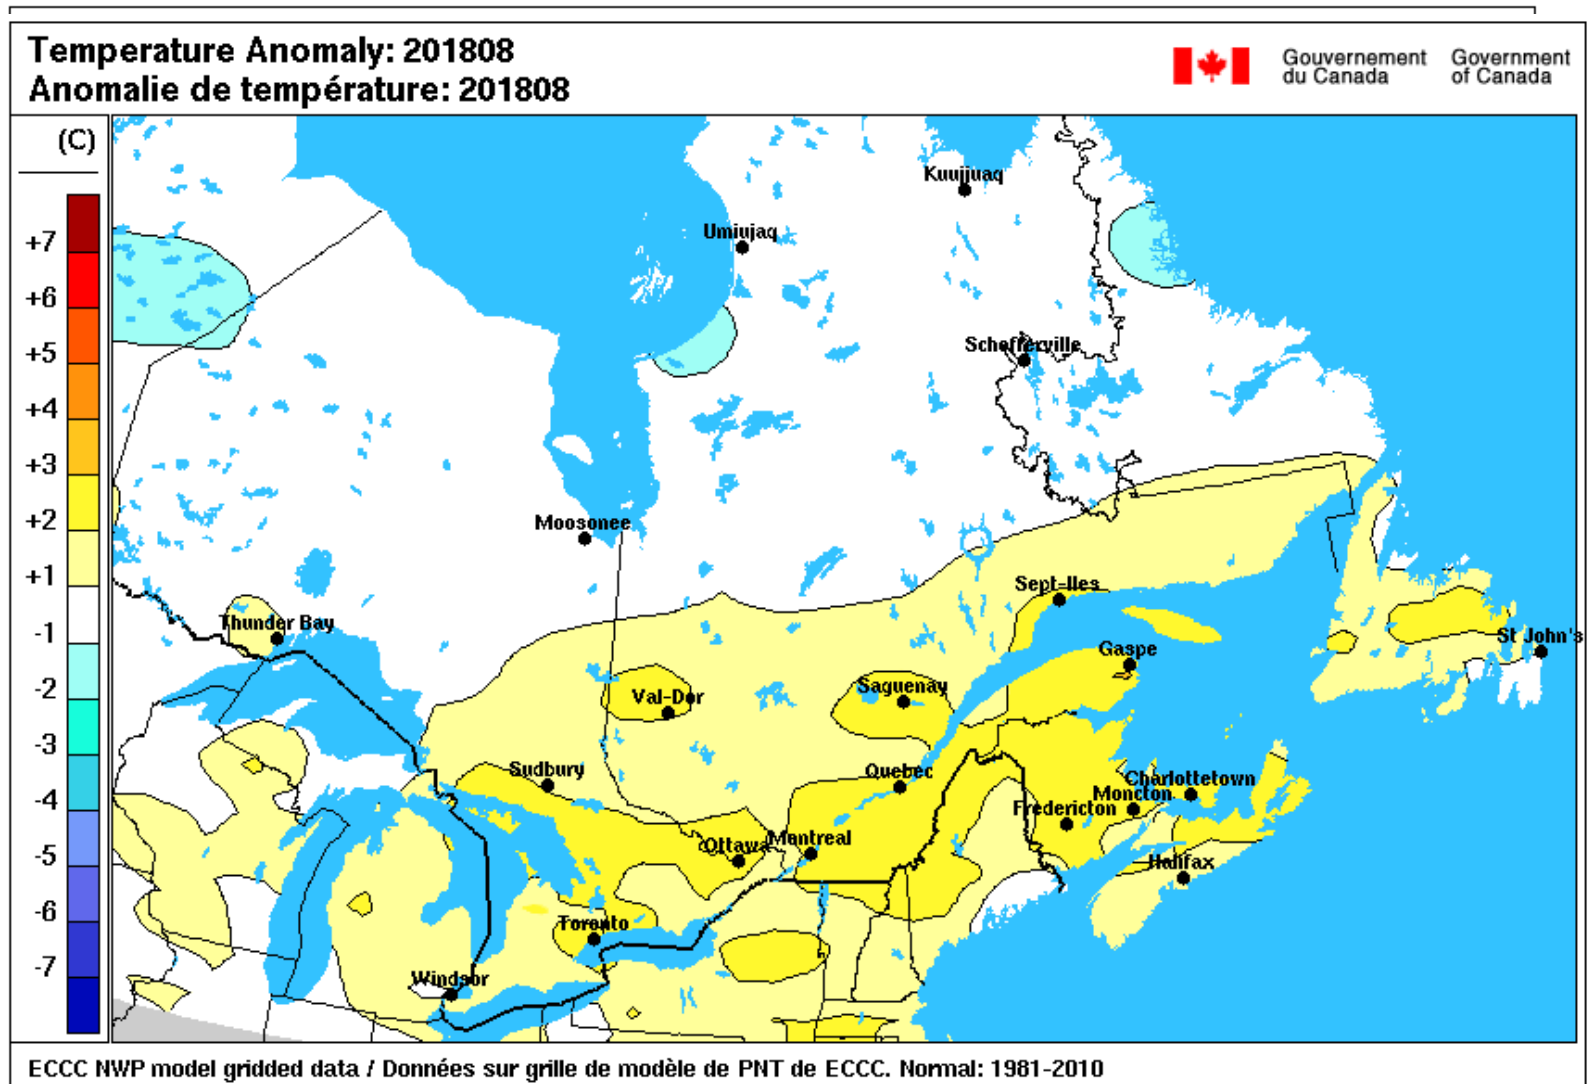 Temperature Anomaly: 201808
Anomalie de température: 201808
Gouvernement du Canada
Government of Canada
(C)
+7
+6
+5
+4
+3
+2
+1
-1
-2
-3
-4
-5
-6
-7
Kuujjuaq
Umiujaq
Schefferville
Moosonee
Sept-Iles
Thunder Bay
St John's
Gaspe
Saguenay
Val-Dor
Sudbury
Quebec
Charlottetown
Moncton
Fredericton
Ottawa
Montreal
Halifax
Toronto
Windsor
ECCC NWP model gridded data / Données sur grille de modèle de PNT de ECCC. Normal: 1981-2010